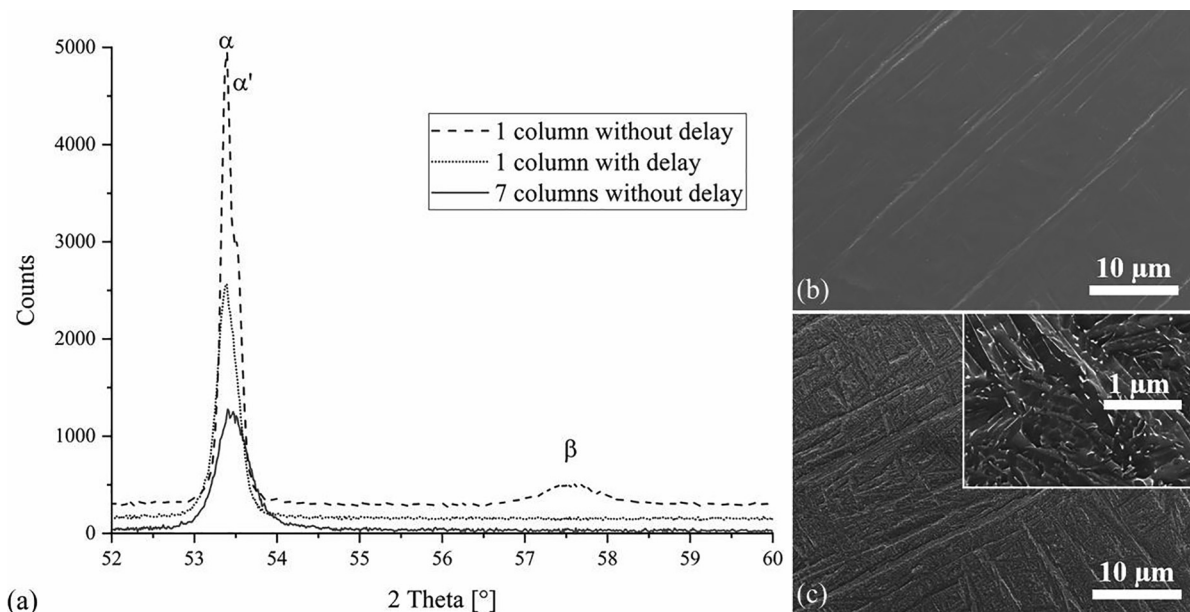 α
α'
5000
4000
3000
2000
1000
0
Counts
1 column without delay
1 column with delay
7 columns without delay
β
52 53 54 55 56 57 58 59 60
2 Theta [°]
(a)
10 µm
(b)
1 µm
10 µm
(c)